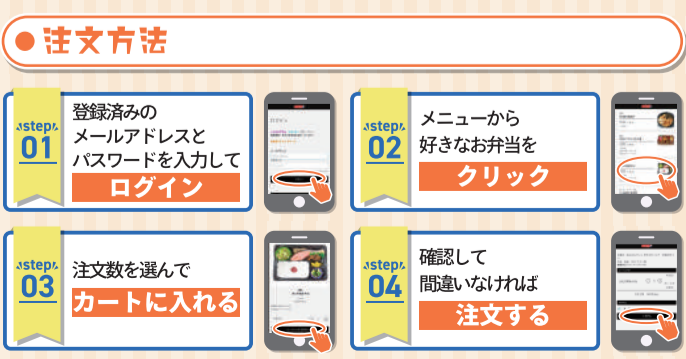 注文方法
step
01
登録済みの
メールアドレスと
パスワードを入力して
ログイン
step
02
メニューから
好きなお弁当を
クリック
step
03
注文数を選んで
カートに入れる
step
04
確認して
間違いなければ
注文する